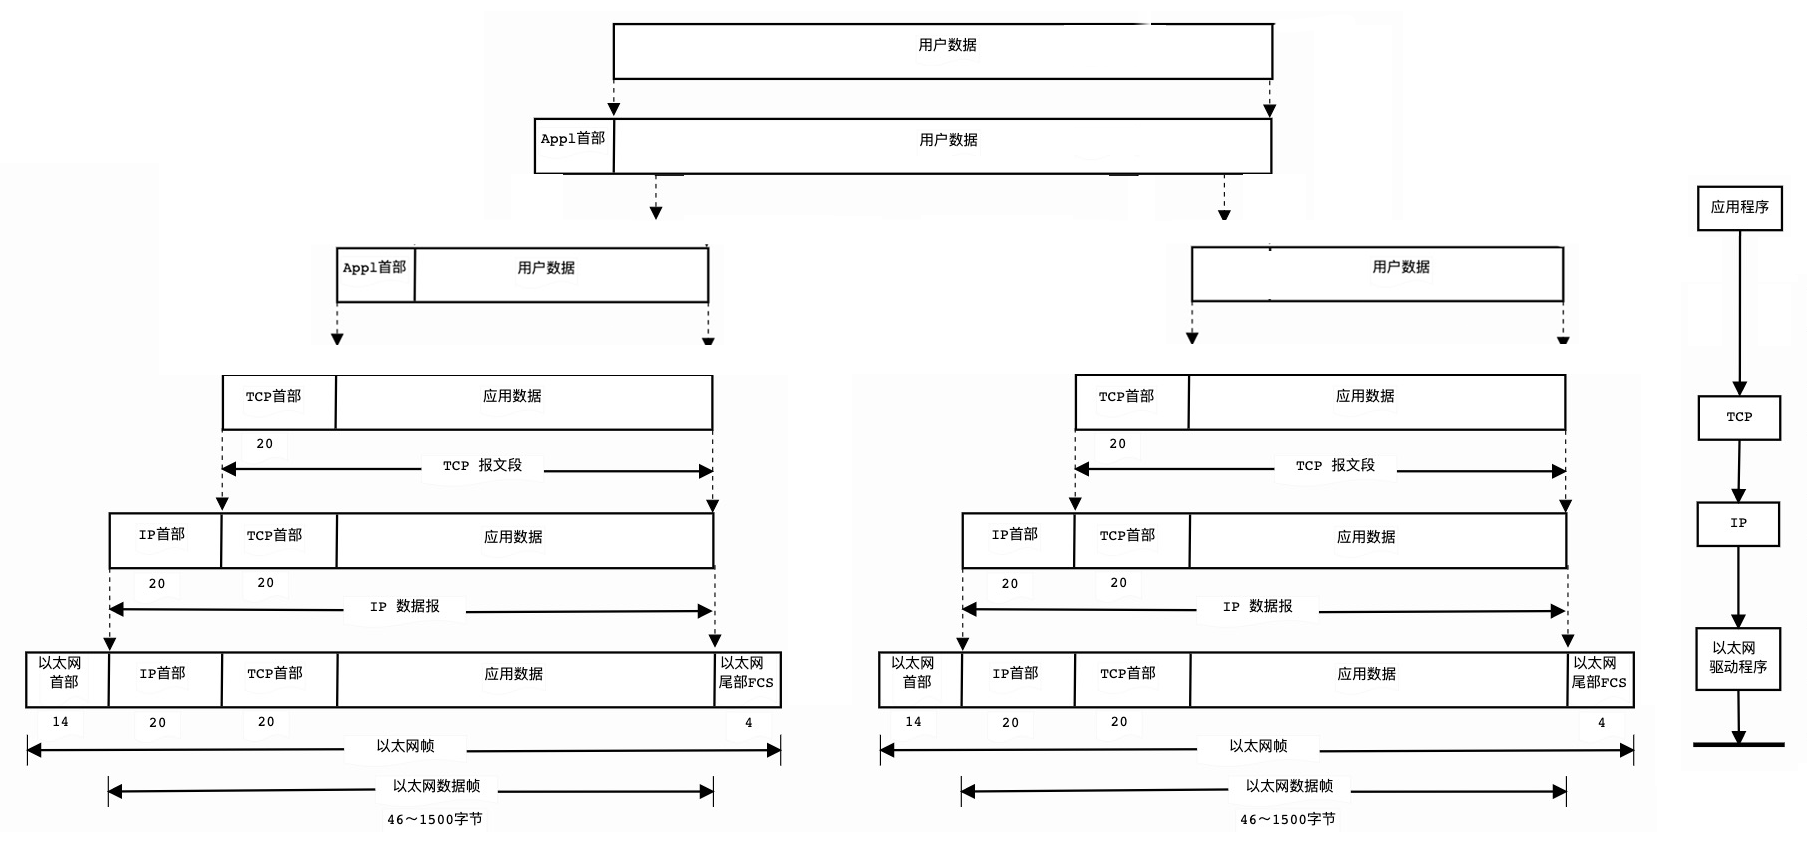 用户数据
Appl首部 用户数据
应用程序
Appl首部 用户数据 用户数据
TCP首部 应用数据 TCP首部 应用数据 TCP
20 20
TCP 报文段 TCP 报文段
IP首部 TCP首部 应用数据 IP首部 TCP首部 应用数据 IP
20 20 20 20
IP 数据报 IP 数据报
以太网
首部 IP首部 TCP首部 应用数据 以太网
尾部FCS
以太网
首部 IP首部 TCP首部 应用数据 以太网
尾部FCS
以太网
驱动程序
14 20 20 4 14 20 20 4
以太网帧 以太网帧
以太网数据帧 以太网数据帧
46～1500字节 46～1500字节